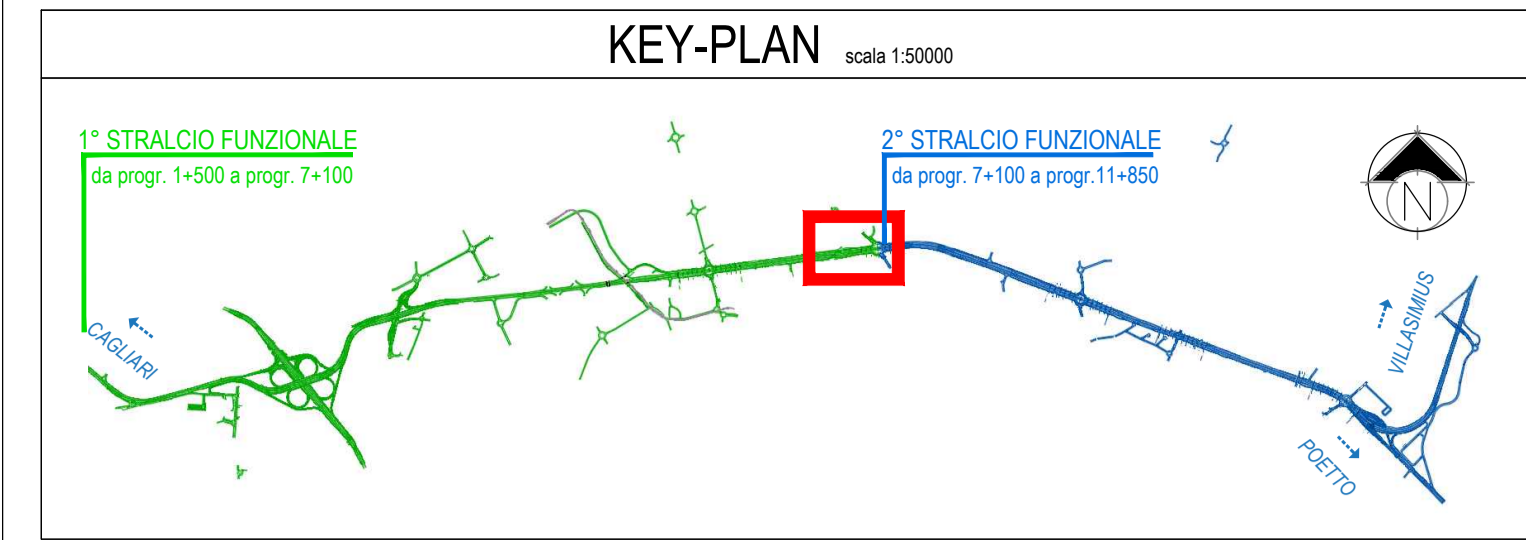 KEY-PLAN scala 1:50000
1° STRALCIO FUNZIONALE
da progr. 1+500 a progr. 7+100
2° STRALCIO FUNZIONALE
da progr. 7+100 a progr.11+850
N
CAGLIARI
VILLASIMIUS
POETTO